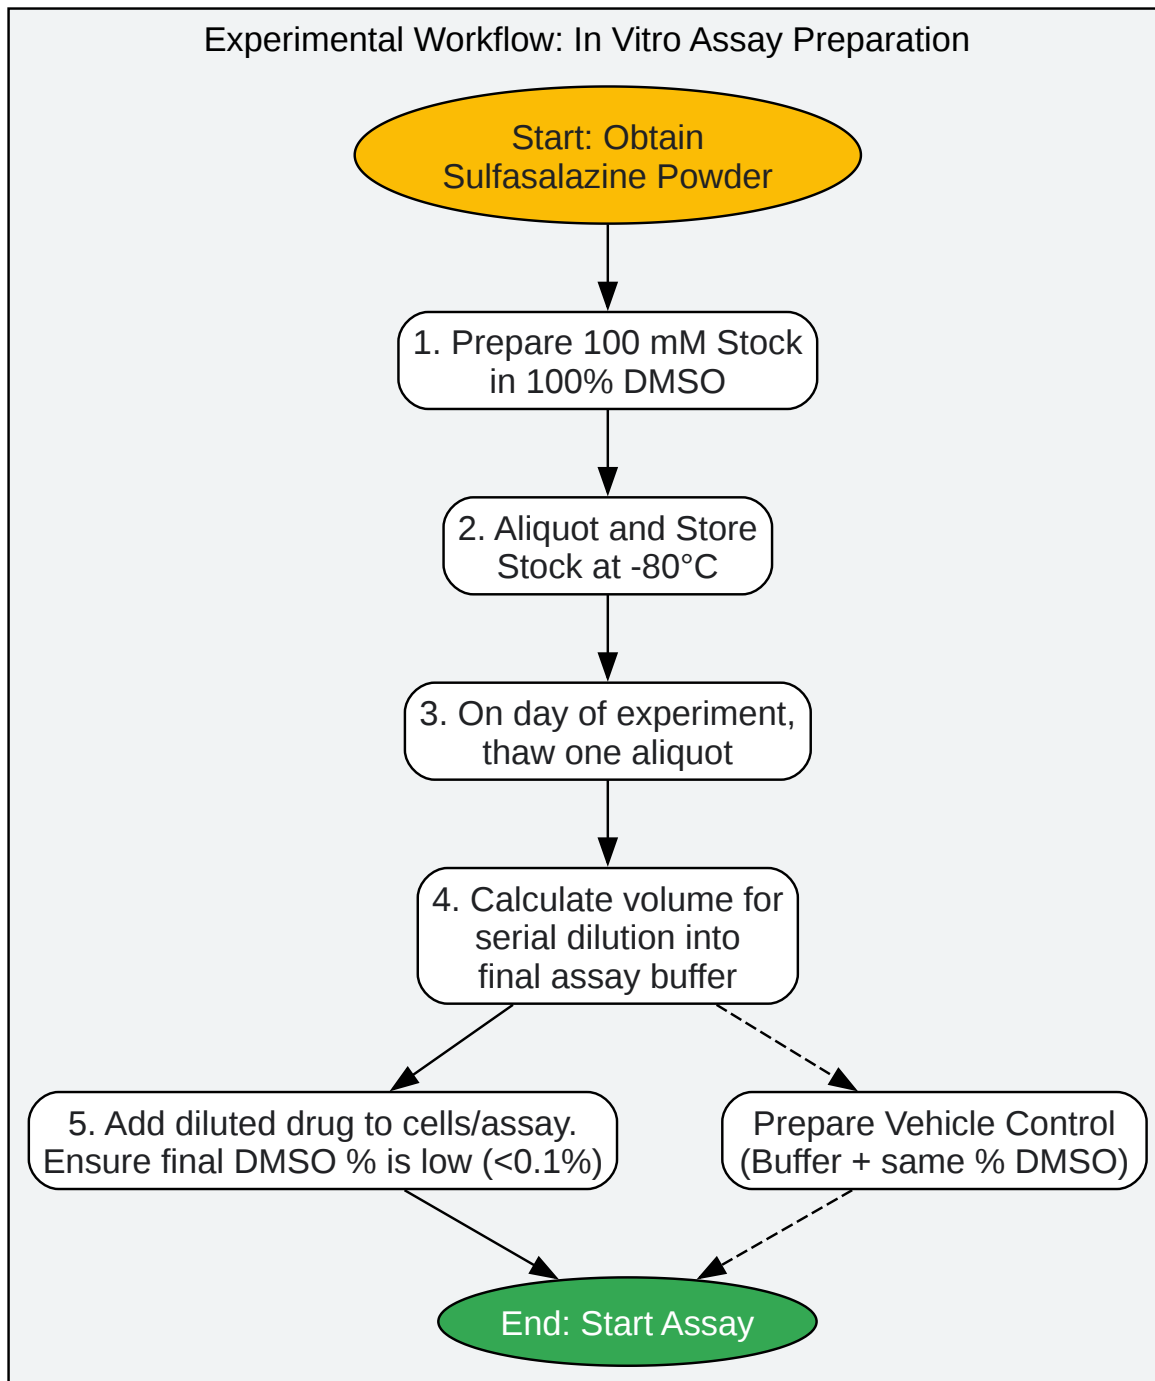 Experimental Workflow: In Vitro Assay Preparation
Start: Obtain
Sulfasalazine Powder
1. Prepare 100 mM Stock
in 100% DMSO
2. Aliquot and Store
Stock at -80°C
3. On day of experiment,
thaw one aliquot
4. Calculate volume for
serial dilution into
final assay buffer
5. Add diluted drug to cells/assay.
Ensure final DMSO % is low (<0.1%)
Prepare Vehicle Control
(Buffer + same % DMSO)
End: Start Assay